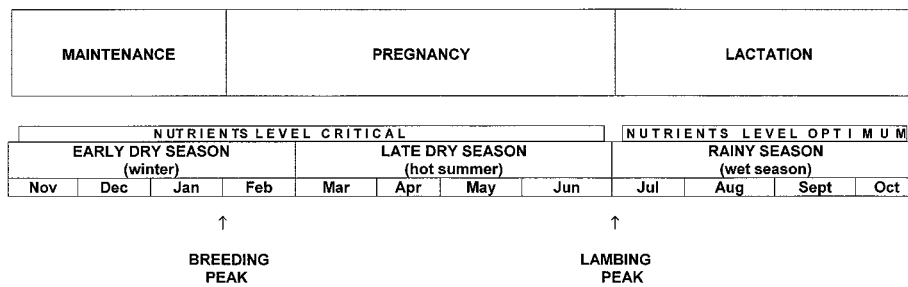 MAINTENANCE PREGNANCY LACTATION
NUTRIENTS LEVEL CRITICAL NUTRIENTS LEVEL OPTIMUM
EARLY DRY SEASON LATE DRY SEASON RAINY SEASON
(winter) (hot summer) (wet season)
Nov Dec Jan Feb Mar Apr May Jun Jul Aug Sept Oct
↑ ↑
BREEDING LAMBING
PEAK PEAK